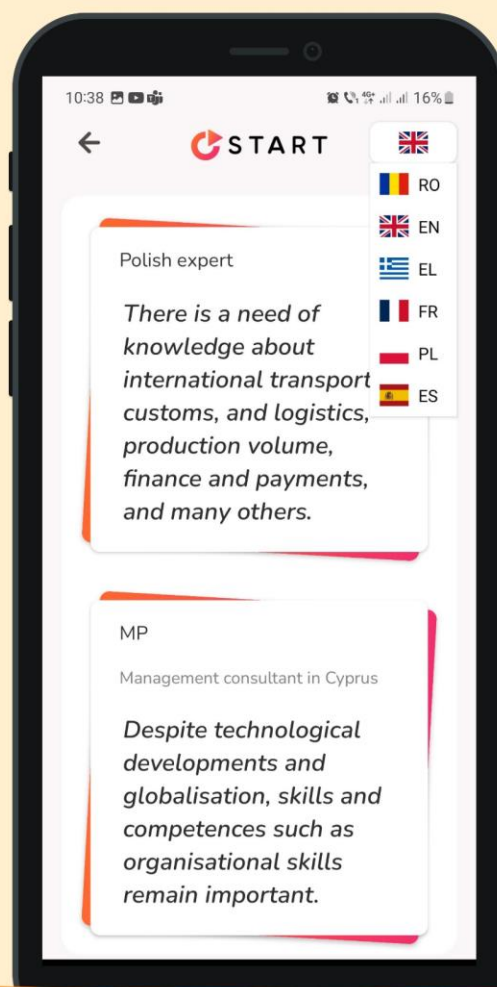 10:38 4G+ 16%
START
RO
EN
EL
FR
PL
ES
Polish expert
There is a need of
knowledge about
international transport
customs, and logistics,
production volume,
finance and payments,
and many others.
MP
Management consultant in Cyprus
Despite technological
developments and
globalisation, skills and
competences such as
organisational skills
remain important.